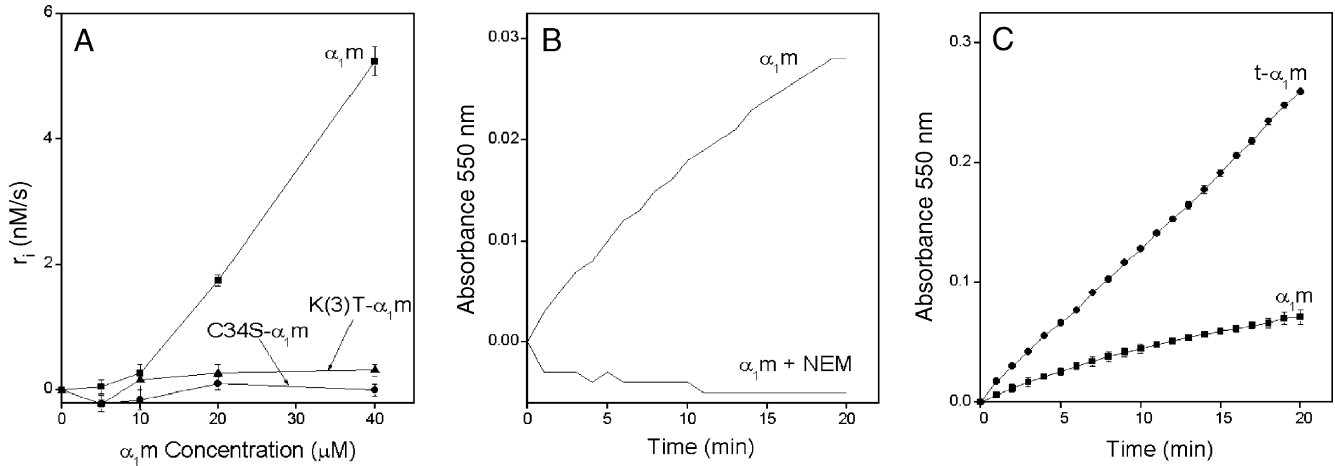 A
r_i (nM/s)
6
4
2
0
α₁m
K(3)T-α₁m
C34S-α₁m
0 10 20 30 40
α₁m Concentration (μM)
B
Absorbance 550 nm
0.03
0.02
0.01
0.00
α₁m
α₁m + NEM
0 5 10 15 20
Time (min)
C
Absorbance 550 nm
0.3
0.2
0.1
0.0
t-α₁m
α₁m
0 5 10 15 20
Time (min)